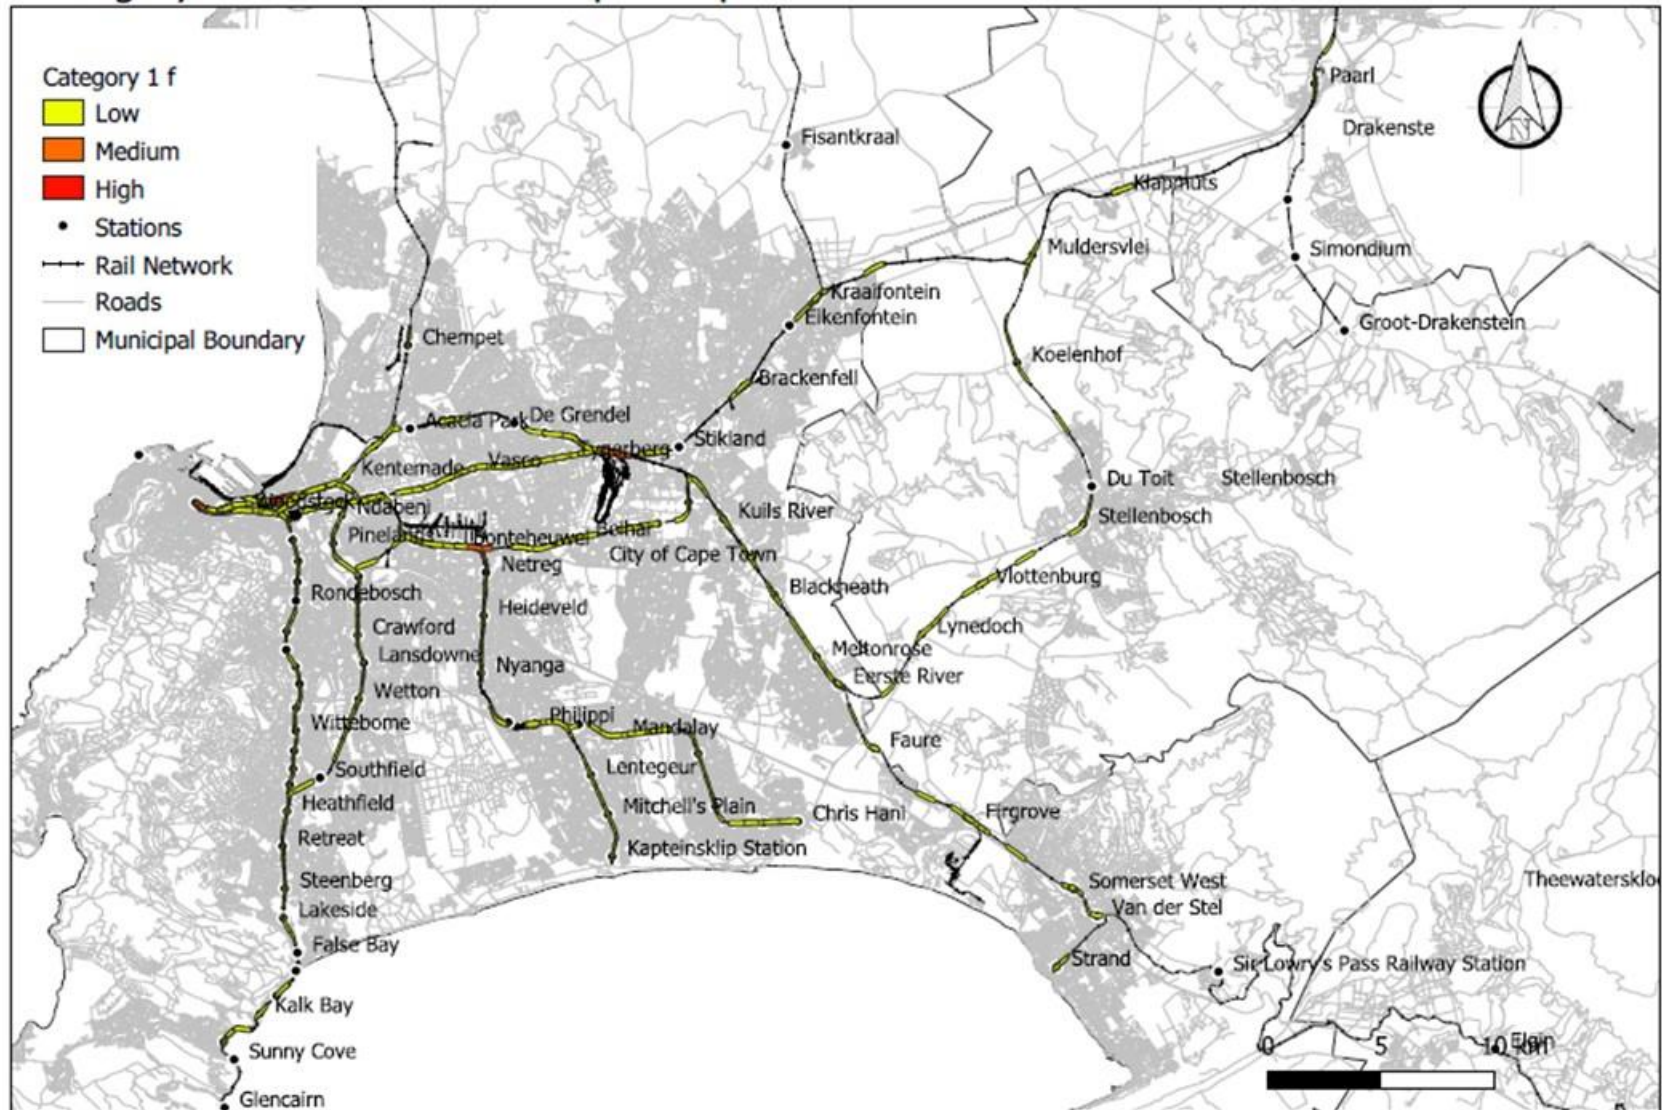 Category 1 f
Low
Medium
High
Stations
Rail Network
Roads
Municipal Boundary
N
Paarl
Drakenste
Fisantkraal
Klapmuts
Muldersvlei
Simondium
Kraaifontein
Eikenfontein
Groot-Drakenstein
Chempet
Koelenhof
Brackenfell
Acacia Park
De Grendel
Stikland
Kentemade
Vasco
Du Toit
Stellenbosch
Ndabeni
Kuils River
Stellenbosch
Bonteheuwel
Belhar
City of Cape Town
Netreg
Vlottenburg
Rondebosch
Blackheath
Heideveld
Crawford
Lynedoch
Lansdowne
Meltonrose
Nyanga
Eerste River
Wetton
Wittebome
Philippi
Mandalay
Faure
Southfield
Lentegeur
Heathfield
Mitchell's Plain
Chris Hani
Firgrove
Retreat
Kapteinsklip Station
Steenberg
Somerset West
Theewaterskloo
Lakeside
Van der Stel
False Bay
Strand
Sir Lowry's Pass Railway Station
Kalk Bay
Sunny Cove
0 5 10 km
Elgin
Glencairn